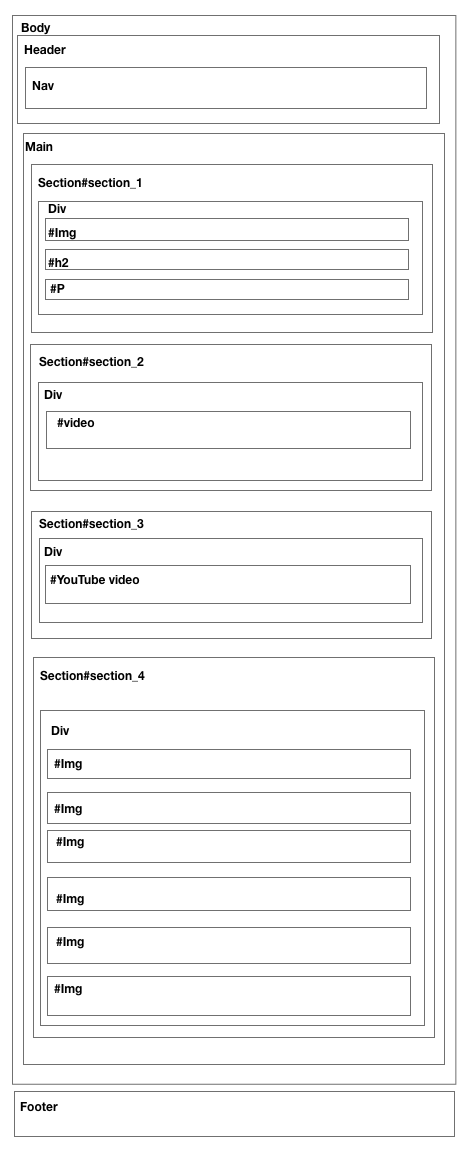 Body
Header
Nav
Main
Section#section_1
Div
#Img
#h2
#P
Section#section_2
Div
#video
Section#section_3
Div
#YouTube video
Section#section_4
Div
#Img
#Img
#Img
#Img
#Img
#Img
Footer